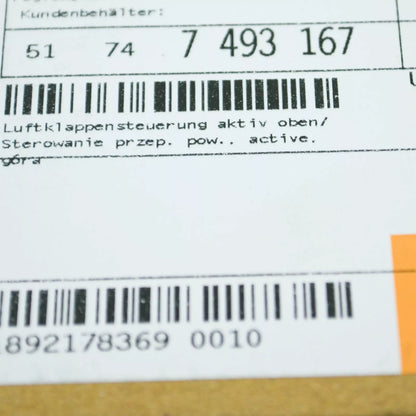 Kundenbehälter:
51 74 7 493 167
Luftklappensteuerung aktiv oben/
Sterowanie przep. pow.. active.
góra
892178369 0010